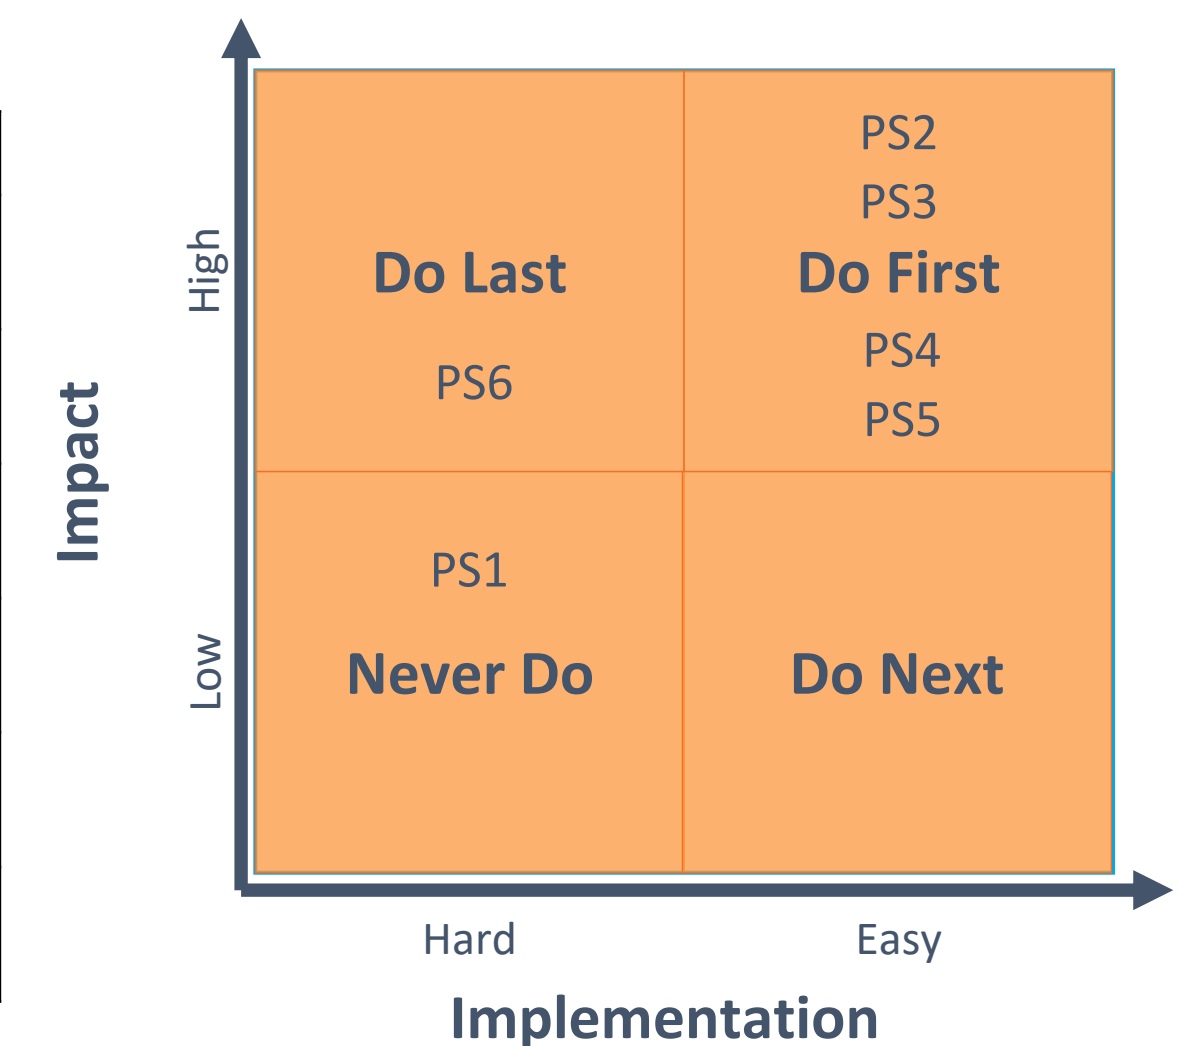 PS2
PS3
High
Do Last
Do First
PS4
PS6
PS5
Impact
PS1
Low
Never Do
Do Next
Hard
Easy
Implementation